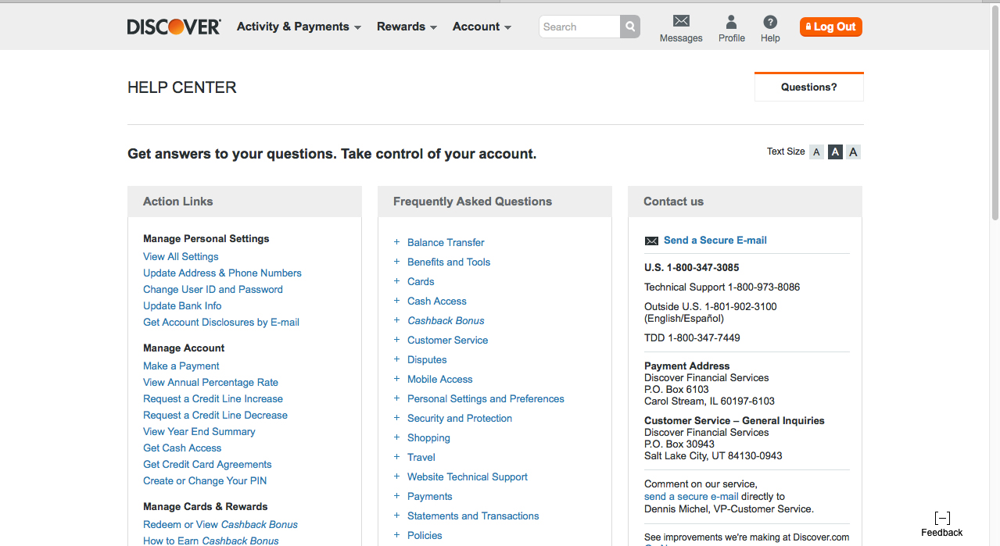 DISCOVER
Activity & Payments
Rewards
Account
Search
Messages
Profile
Help
Log Out
HELP CENTER
Questions?
Get answers to your questions. Take control of your account.
Text Size A A A
Action Links
Manage Personal Settings
View All Settings
Update Address & Phone Numbers
Change User ID and Password
Update Bank Info
Get Account Disclosures by E-mail
Manage Account
Make a Payment
View Annual Percentage Rate
Request a Credit Line Increase
Request a Credit Line Decrease
View Year End Summary
Get Cash Access
Get Credit Card Agreements
Create or Change Your PIN
Manage Cards & Rewards
Redeem or View Cashback Bonus
How to Earn Cashback Bonus
Frequently Asked Questions
+ Balance Transfer
+ Benefits and Tools
+ Cards
+ Cash Access
+ Cashback Bonus
+ Customer Service
+ Disputes
+ Mobile Access
+ Personal Settings and Preferences
+ Security and Protection
+ Shopping
+ Travel
+ Website Technical Support
+ Payments
+ Statements and Transactions
+ Policies
Contact us
Send a Secure E-mail
U.S. 1-800-347-3085
Technical Support 1-800-973-8086
Outside U.S. 1-801-902-3100
(English/Español)
TDD 1-800-347-7449
Payment Address
Discover Financial Services
P.O. Box 6103
Carol Stream, IL 60197-6103
Customer Service – General Inquiries
Discover Financial Services
P.O. Box 30943
Salt Lake City, UT 84130-0943
Comment on our service,
send a secure e-mail directly to
Dennis Michel, VP-Customer Service.
See improvements we're making at Discover.com
[–]
Feedback